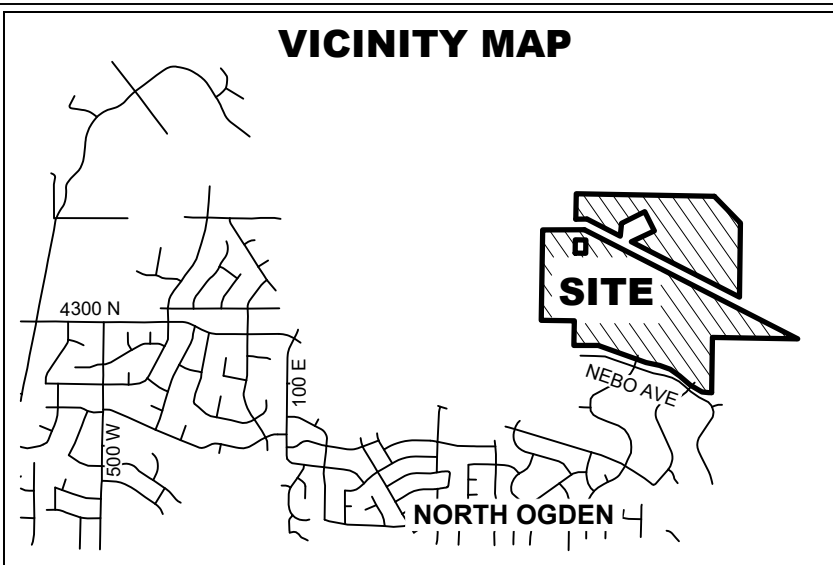 VICINITY MAP
SITE
4300 N
100 E
NEBO AVE
500 W
NORTH OGDEN